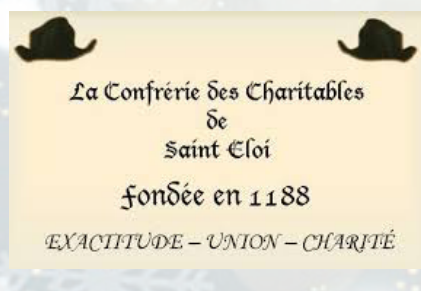 La Confrérie des Charitables
de
Saint Eloi
fondée en 1188
EXACTITUDE – UNION – CHARITÉ